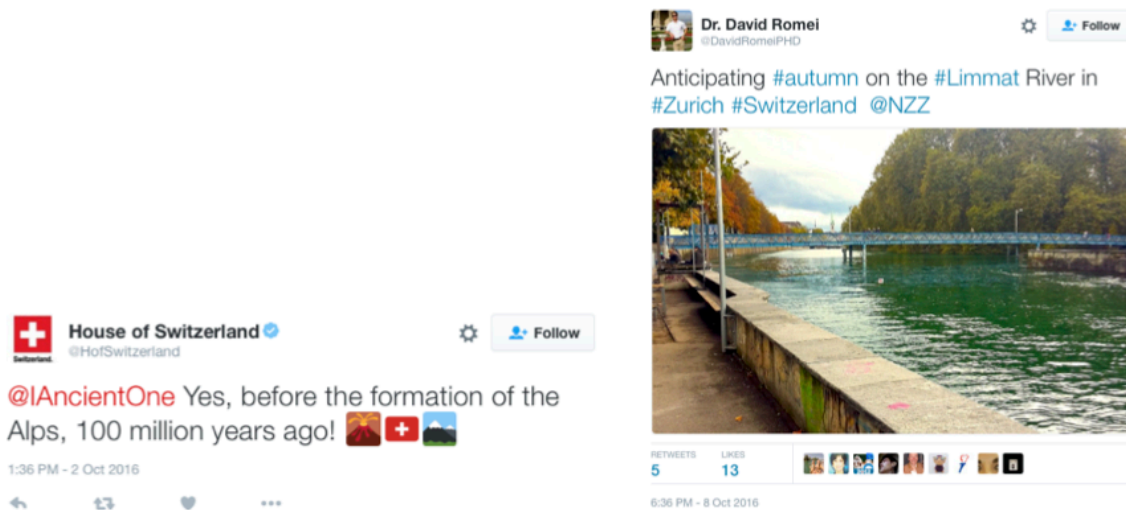 House of Switzerland
@HofSwitzerland
Follow
@IAncientOne Yes, before the formation of the
Alps, 100 million years ago!
1:36 PM - 2 Oct 2016
Switzerland.
Dr. David Romei
@DavidRomeiPHD
Follow
Anticipating #autumn on the #Limmat River in
#Zurich #Switzerland @NZZ
RETWEETS LIKES
5 13
6:36 PM - 8 Oct 2016